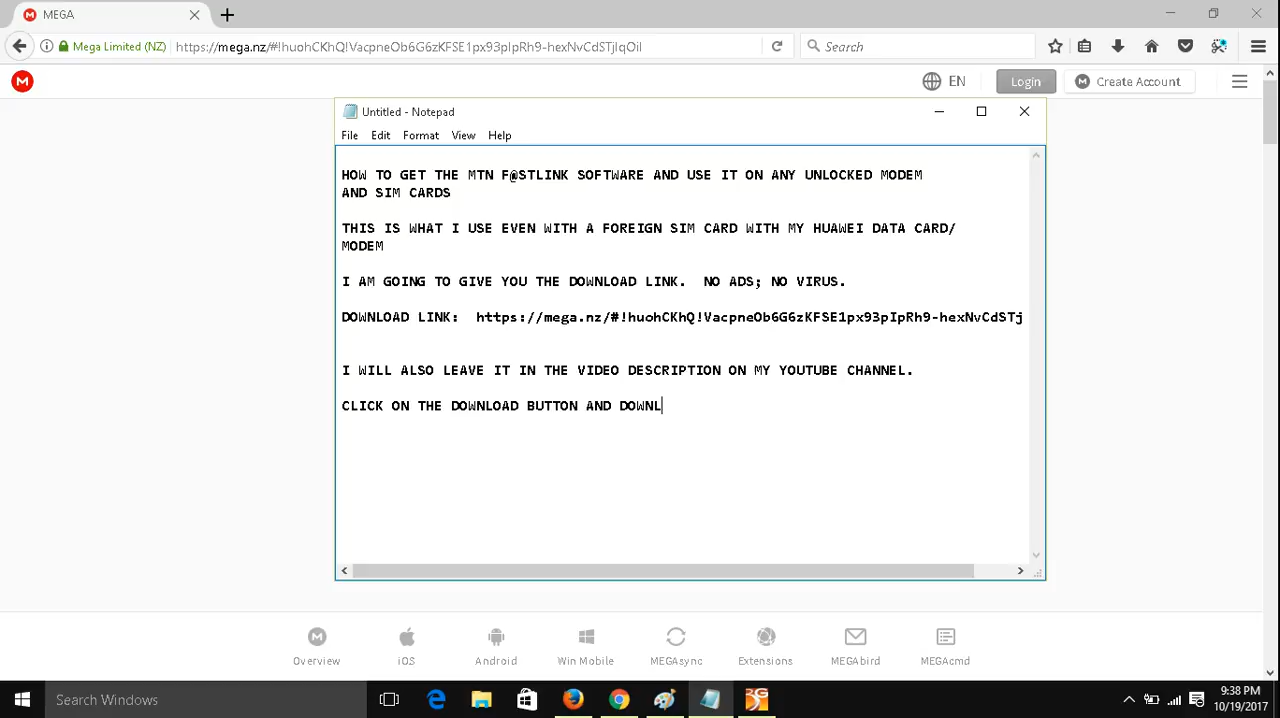 MEGA
Mega Limited (NZ)
https://mega.nz/#!huohCKhQ!VacpneOb6G6zKFSE1px93pIpRh9-hexNvCdSTjIqOiI
Search
M
EN
Login
M Create Account
Untitled - Notepad
File Edit Format View Help
HOW TO GET THE MTN F@STLINK SOFTWARE AND USE IT ON ANY UNLOCKED MODEM
AND SIM CARDS
THIS IS WHAT I USE EVEN WITH A FOREIGN SIM CARD WITH MY HUAWEI DATA CARD/
MODEM
I AM GOING TO GIVE YOU THE DOWNLOAD LINK.  NO ADS; NO VIRUS.
DOWNLOAD LINK:  https://mega.nz/#!huohCKhQ!VacpneOb6G6zKFSE1px93pIpRh9-hexNvCdSTj
I WILL ALSO LEAVE IT IN THE VIDEO DESCRIPTION ON MY YOUTUBE CHANNEL.
CLICK ON THE DOWNLOAD BUTTON AND DOWNL
Overview iOS Android Win Mobile MEGAsync Extensions MEGAbird MEGAcmd
Search Windows
3G
9:38 PM
10/19/2017